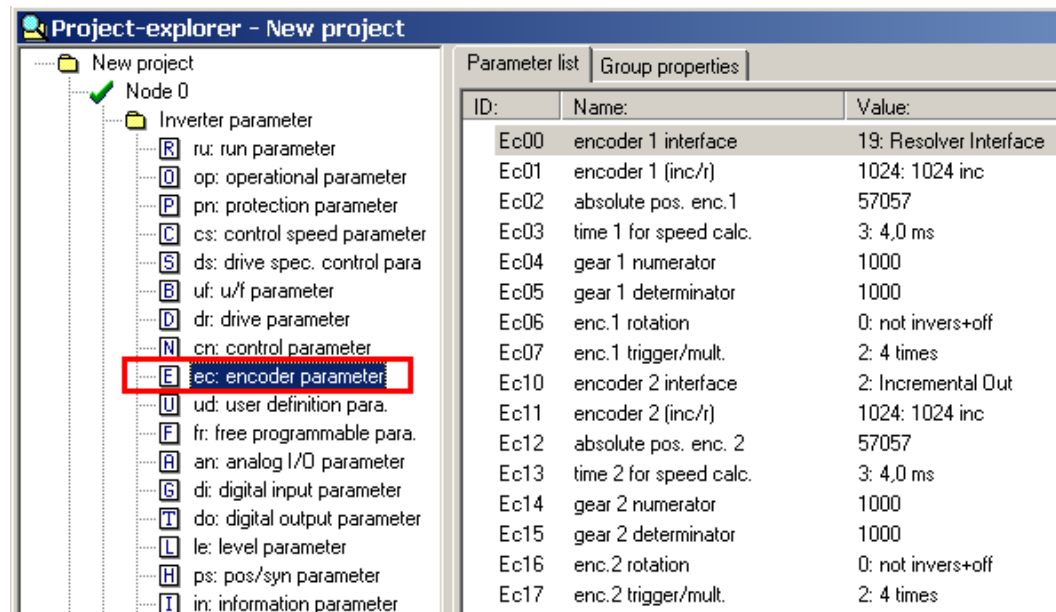 Project-explorer - New project
New project
Node 0
Inverter parameter
R ru: run parameter
O op: operational parameter
P pn: protection parameter
C cs: control speed parameter
S ds: drive spec. control para
B uf: u/f parameter
D dr: drive parameter
N cn: control parameter
E ec: encoder parameter
U ud: user definition para.
F fr: free programmable para.
A an: analog I/O parameter
G di: digital input parameter
T do: digital output parameter
L le: level parameter
H ps: pos/syn parameter
I in: information parameter
Parameter list Group properties
ID: Name: Value:
Ec00 encoder 1 interface 19: Resolver Interface
Ec01 encoder 1 (inc/r) 1024: 1024 inc
Ec02 absolute pos. enc.1 57057
Ec03 time 1 for speed calc. 3: 4,0 ms
Ec04 gear 1 numerator 1000
Ec05 gear 1 determinator 1000
Ec06 enc.1 rotation 0: not invers+off
Ec07 enc.1 trigger/mult. 2: 4 times
Ec10 encoder 2 interface 2: Incremental Out
Ec11 encoder 2 (inc/r) 1024: 1024 inc
Ec12 absolute pos. enc. 2 57057
Ec13 time 2 for speed calc. 3: 4,0 ms
Ec14 gear 2 numerator 1000
Ec15 gear 2 determinator 1000
Ec16 enc.2 rotation 0: not invers+off
Ec17 enc.2 trigger/mult. 2: 4 times